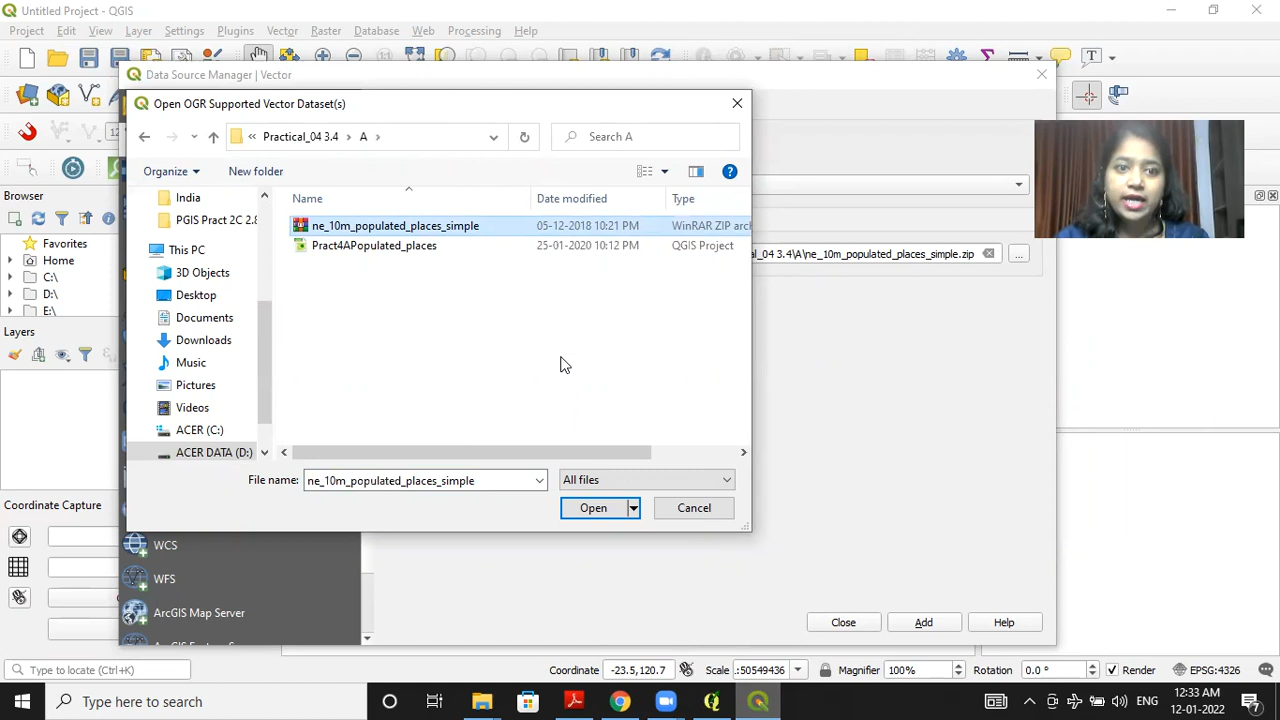 Untitled Project - QGIS
Project Edit View Layer Settings Plugins Vector Raster Database Web Processing Help
Data Source Manager | Vector
Open OGR Supported Vector Dataset(s)
« Practical_04 3.4 › A ›
Search A
Organize
New folder
Browser
Favorites
Home
C:\
D:\
E:\
Layers
India
PGIS Pract 2C 2.8
This PC
3D Objects
Desktop
Documents
Downloads
Music
Pictures
Videos
ACER (C:)
ACER DATA (D:)
Name Date modified Type
ne_10m_populated_places_simple 05-12-2018 10:21 PM WinRAR ZIP arc
Pract4APopulated_places 25-01-2020 10:12 PM QGIS Project
al_04 3.4\A\ne_10m_populated_places_simple.zip
...
File name: ne_10m_populated_places_simple All files
Open Cancel
Coordinate Capture
WCS
WFS
ArcGIS Map Server
Close Add Help
Type to locate (Ctrl+K) Coordinate -23.5,120.7 Scale :50549436 Magnifier 100% Rotation 0.0 ° Render EPSG:4326
Type here to search
ENG
12:33 AM
12-01-2022
7